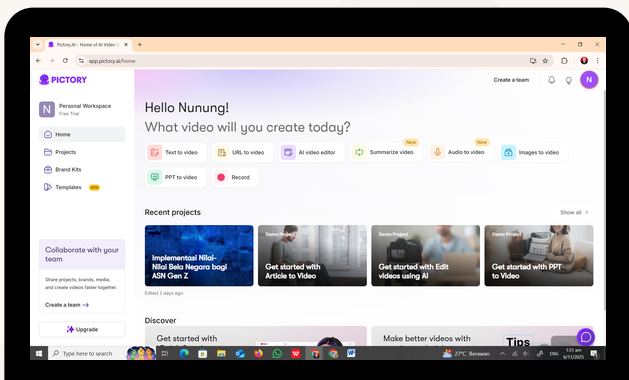 Pictory.AI - Home of AI Video
app.pictory.ai/home
PICTORY
Create a team
N
N
Personal Workspace
Free Trial
Home
Projects
Brand Kits
Templates
Hello Nunung!
What video will you create today?
Text to video
URL to video
AI video editor
New
Summarize video
New
Audio to video
Images to video
PPT to video
Record
Recent projects
Show all
Implementasi Nilai-
Nilai Bela Negara bagi
ASN Gen Z
Demo Project
Get started with
Article to Video
Demo Project
Get started with Edit
videos using AI
Demo Project
Get started with PPT
to Video
Edited 2 days ago
Collaborate with your
team
Share projects, brands, media,
and create videos faster together.
Create a team
Upgrade
Discover
Get started with
Make better videos with
Tips
Type here to search
27°C Berawan
ENG
1:31 am
6/11/2025